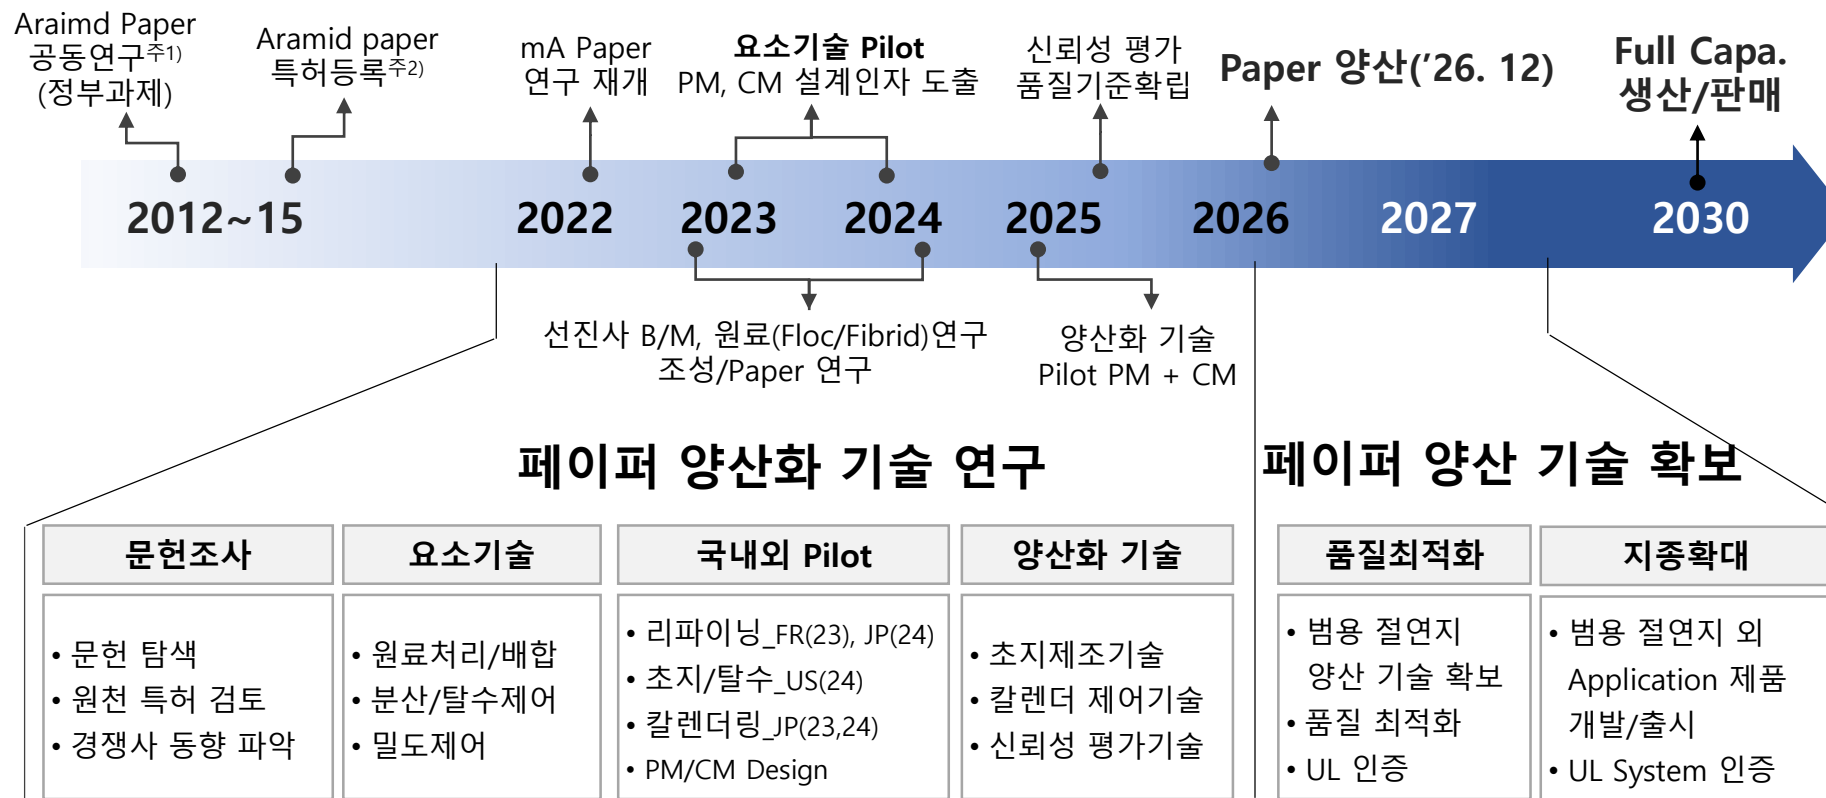 Araimd Paper
공동연구주1)
(정부과제)
Aramid paper
특허등록주2)
mA Paper
연구 재개
요소기술 Pilot
PM, CM 설계인자 도출
신뢰성 평가
품질기준확립
Paper 양산('26. 12)
Full Capa.
생산/판매
2012~15
2022
2023
2024
2025
2026
2027
2030
선진사 B/M, 원료(Floc/Fibrid)연구
조성/Paper 연구
양산화 기술
Pilot PM + CM
페이퍼 양산화 기술 연구
페이퍼 양산 기술 확보
문헌조사
• 문헌 탐색
• 원천 특허 검토
• 경쟁사 동향 파악
요소기술
• 원료처리/배합
• 분산/탈수제어
• 밀도제어
국내외 Pilot
• 리파이닝_FR(23), JP(24)
• 초지/탈수_US(24)
• 칼렌더링_JP(23,24)
• PM/CM Design
양산화 기술
• 초지제조기술
• 칼렌더 제어기술
• 신뢰성 평가기술
품질최적화
• 범용 절연지
양산 기술 확보
• 품질 최적화
• UL 인증
지종확대
• 범용 절연지 외
Application 제품
개발/출시
• UL System 인증